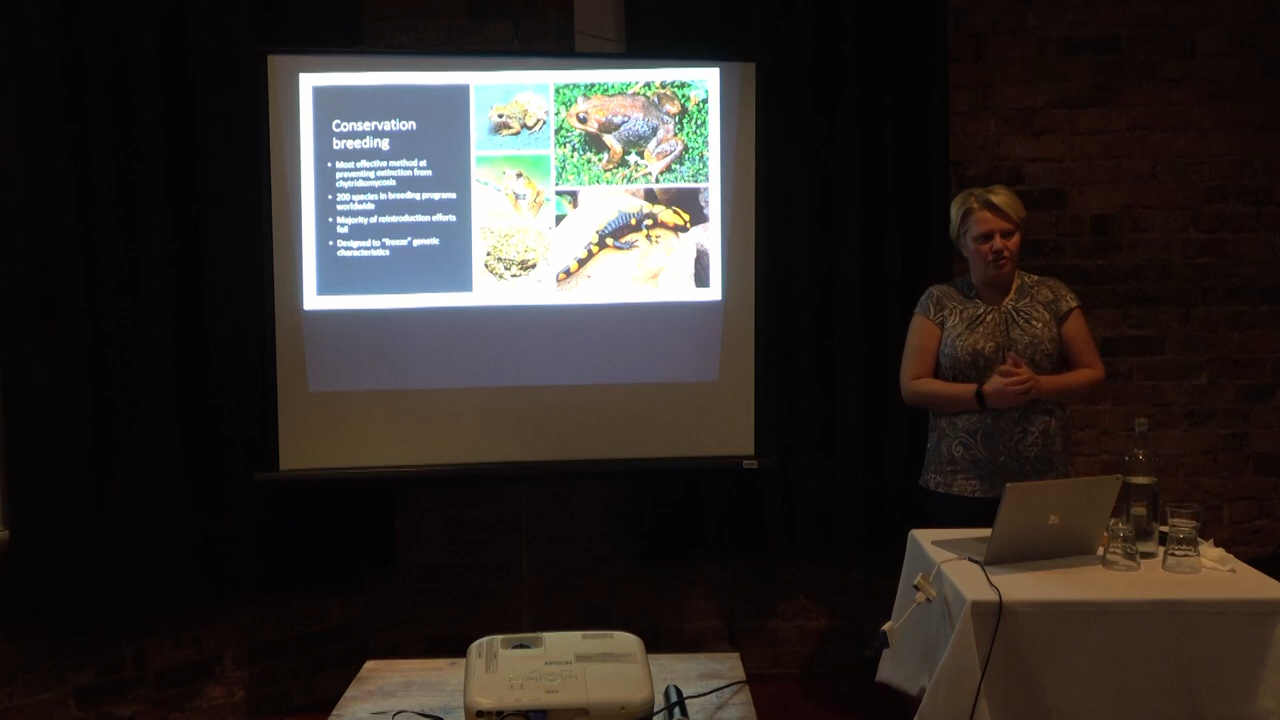 Conservation
breeding
• Most effective method at
preventing extinction from
chytridiomycosis
• 200 species in breeding programs
worldwide
• Majority of reintroduction efforts
fail
• Designed to "freeze" genetic
characteristics
EPSON